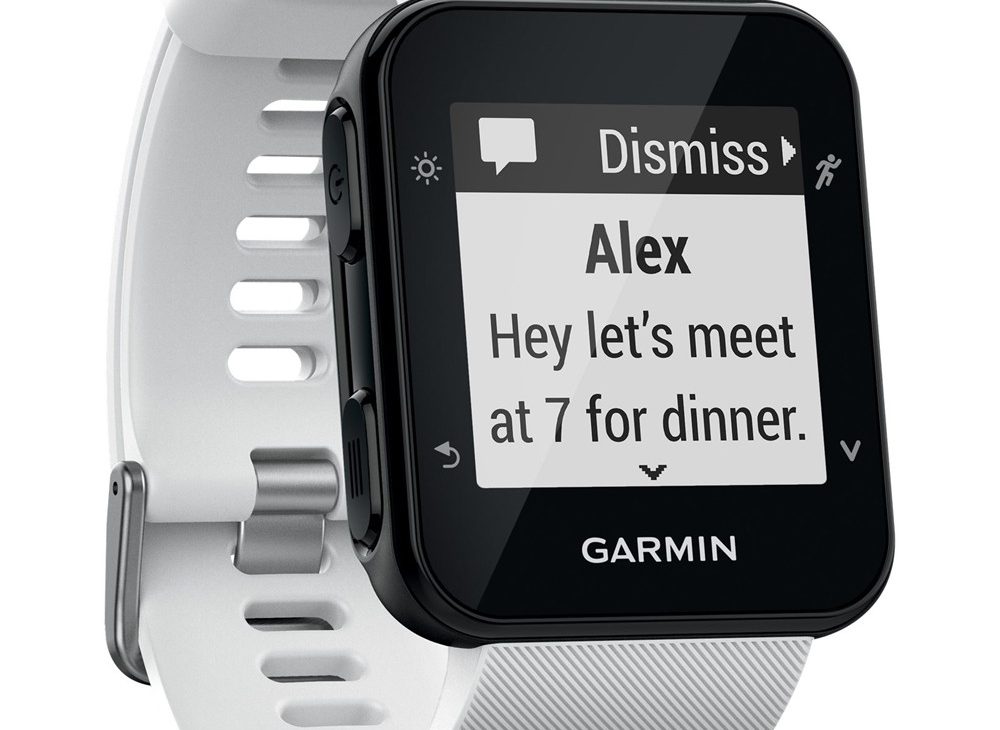 Dismiss
Alex
Hey let's meet
at 7 for dinner.
GARMIN